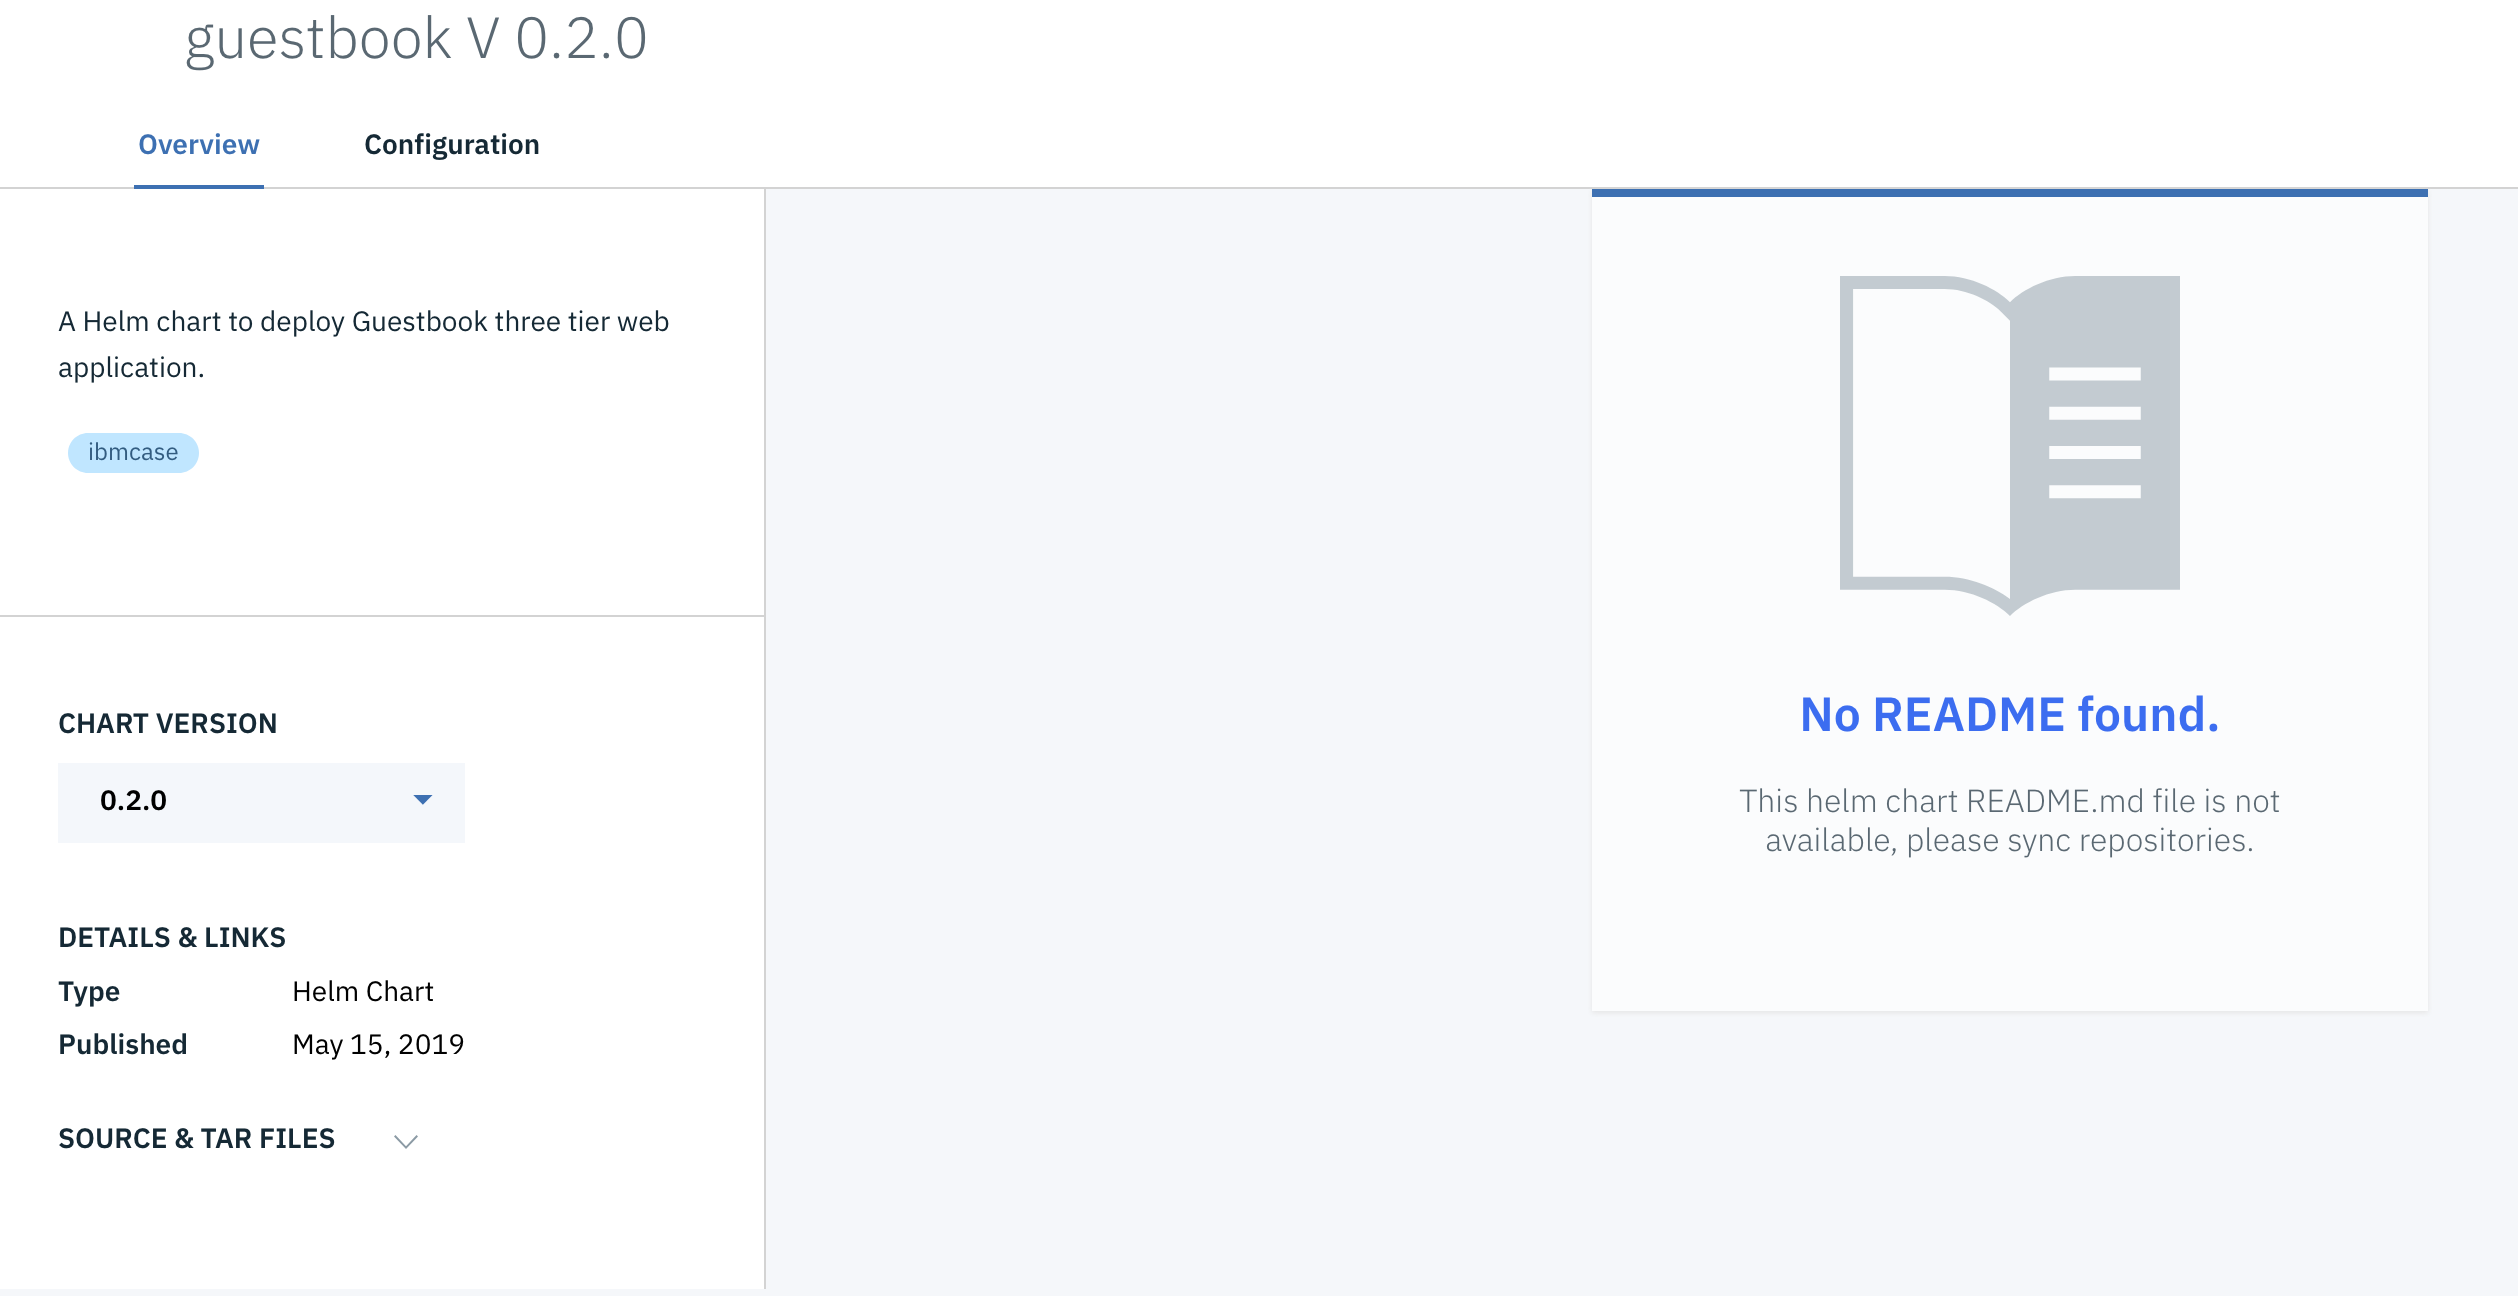 guestbook V 0.2.0
Overview
Configuration
A Helm chart to deploy Guestbook three tier web
application.
ibmcase
CHART VERSION
0.2.0
DETAILS & LINKS
Type Helm Chart
Published May 15, 2019
SOURCE & TAR FILES
No README found.
This helm chart README.md file is not
available, please sync repositories.